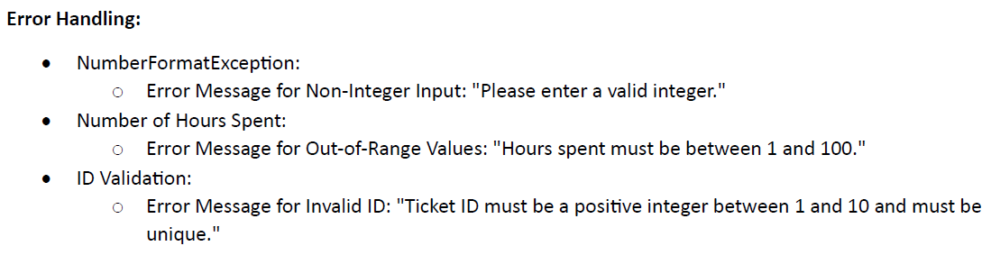 Error Handling:
● NumberFormatException:
○ Error Message for Non-Integer Input: "Please enter a valid integer."
● Number of Hours Spent:
○ Error Message for Out-of-Range Values: "Hours spent must be between 1 and 100."
● ID Validation:
○ Error Message for Invalid ID: "Ticket ID must be a positive integer between 1 and 10 and must be
unique."